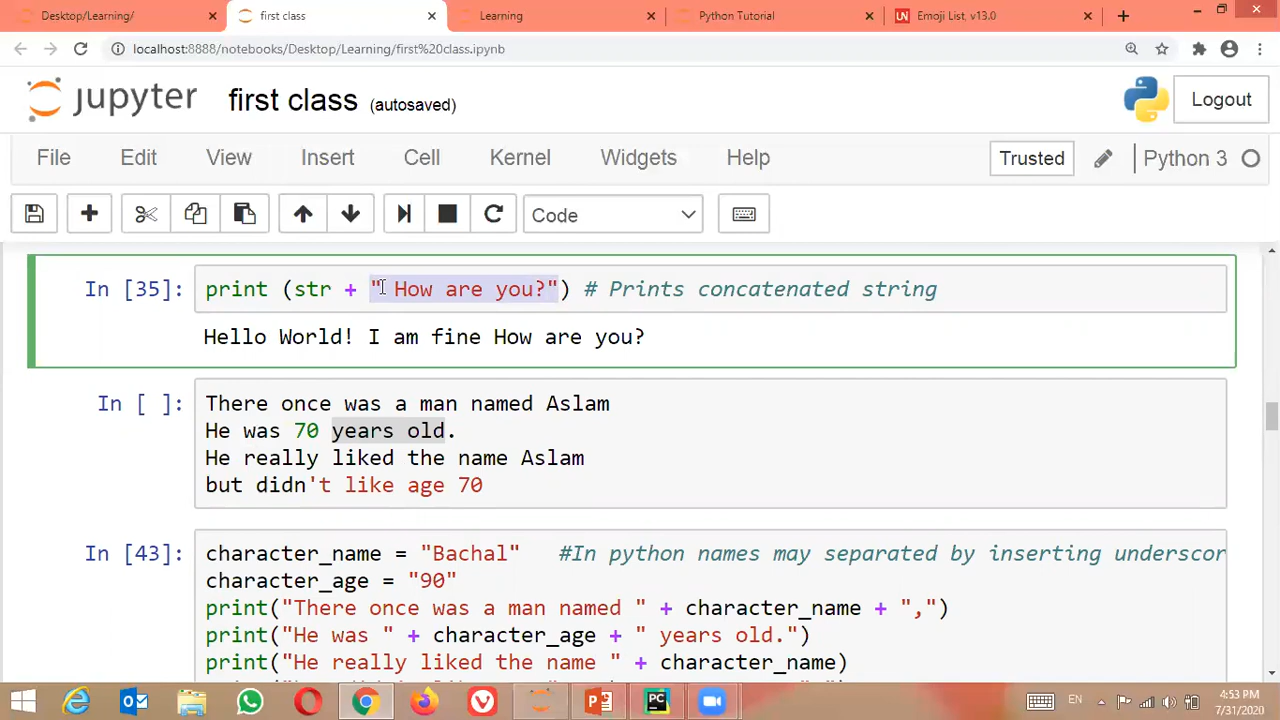 Desktop/Learning/
first class
Learning
Python Tutorial
UN Emoji List, v13.0
localhost:8888/notebooks/Desktop/Learning/first%20class.ipynb
jupyter first class (autosaved)
Logout
File Edit View Insert Cell Kernel Widgets Help
Trusted
Python 3
Code
In [35]: print (str + " How are you?") # Prints concatenated string
Hello World! I am fine How are you?
In [ ]: There once was a man named Aslam
He was 70 years old.
He really liked the name Aslam
but didn't like age 70
In [43]: character_name = "Bachal" #In python names may separated by inserting underscor
character_age = "90"
print("There once was a man named " + character_name + ",")
print("He was " + character_age + " years old.")
print("He really liked the name " + character_name)
EN
4:53 PM
7/31/2020